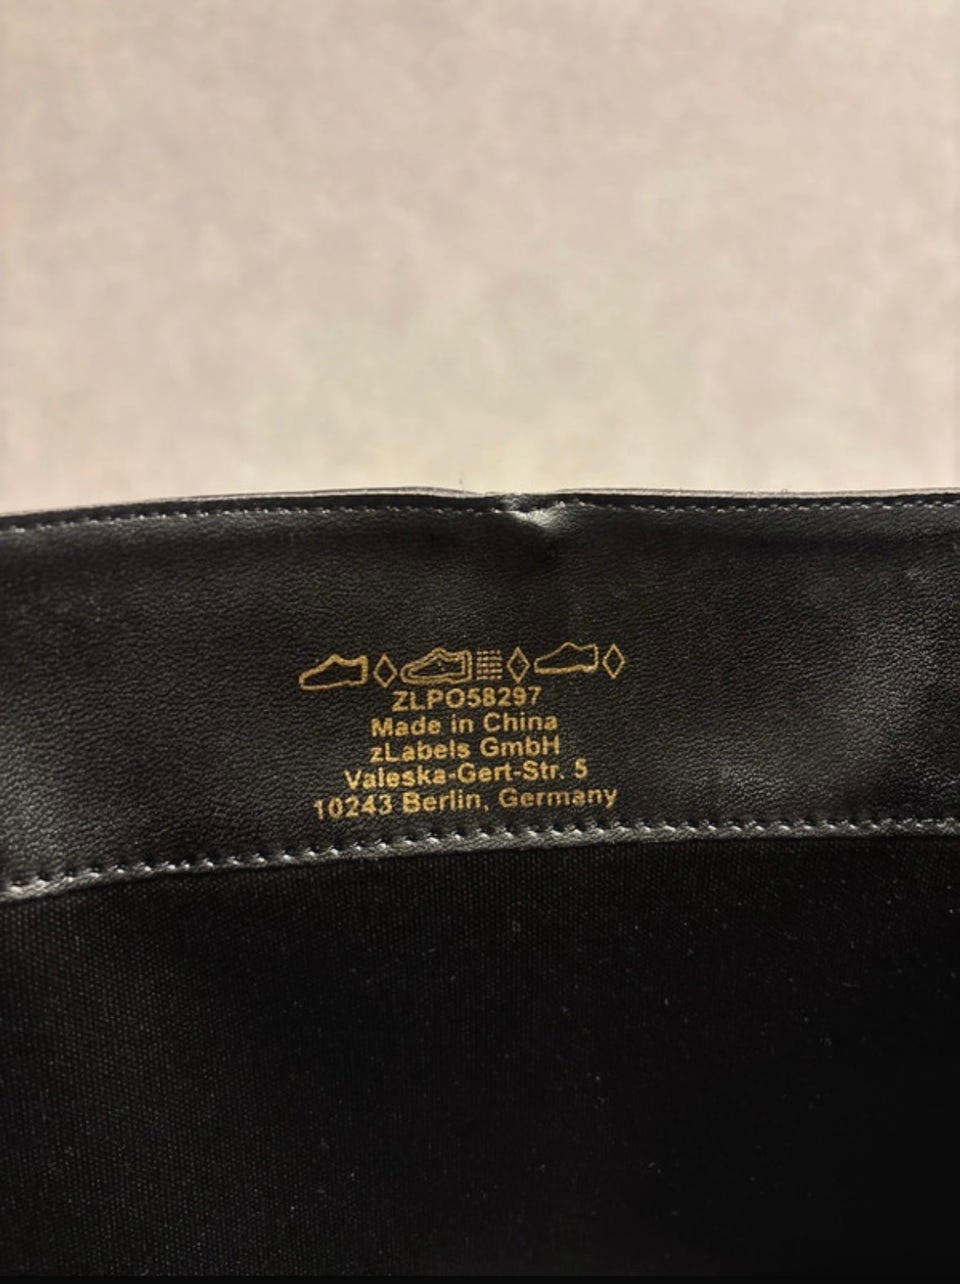 ZLPO58297
Made in China
zLabels GmbH
Valeska-Gert-Str. 5
10243 Berlin, Germany